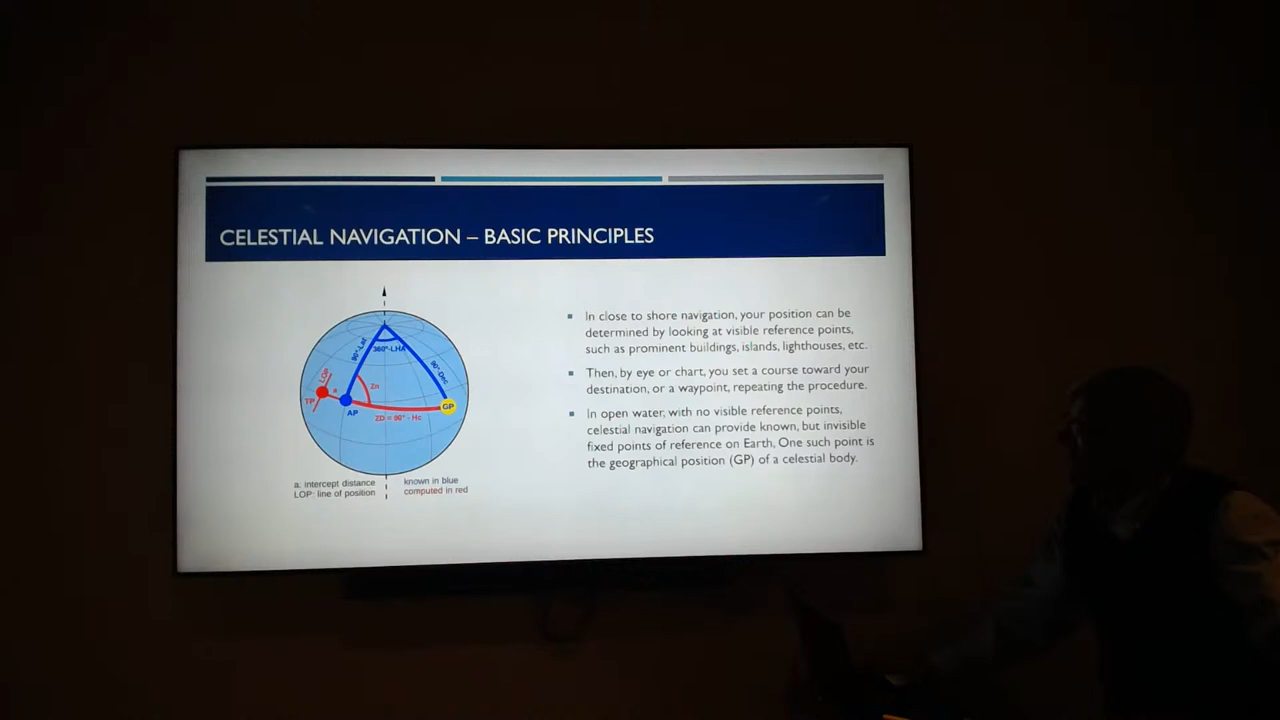 CELESTIAL NAVIGATION – BASIC PRINCIPLES
90°-Lat
360°-LHA
90°-Dec
LOP
a
Zn
TP
AP
GP
ZD = 90° - Hc
a: intercept distance
LOP: line of position
known in blue
computed in red
▪ In close to shore navigation, your position can be
determined by looking at visible reference points,
such as prominent buildings, islands, lighthouses, etc.
▪ Then, by eye or chart, you set a course toward your
destination, or a waypoint, repeating the procedure.
▪ In open water, with no visible reference points,
celestial navigation can provide known, but invisible
fixed points of reference on Earth. One such point is
the geographical position (GP) of a celestial body.